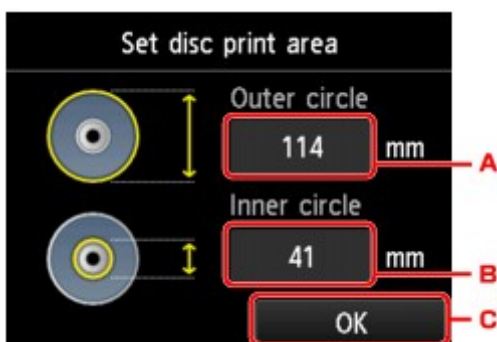 Set disc print area
Outer circle
114 mm
A
Inner circle
41 mm
B
OK
C